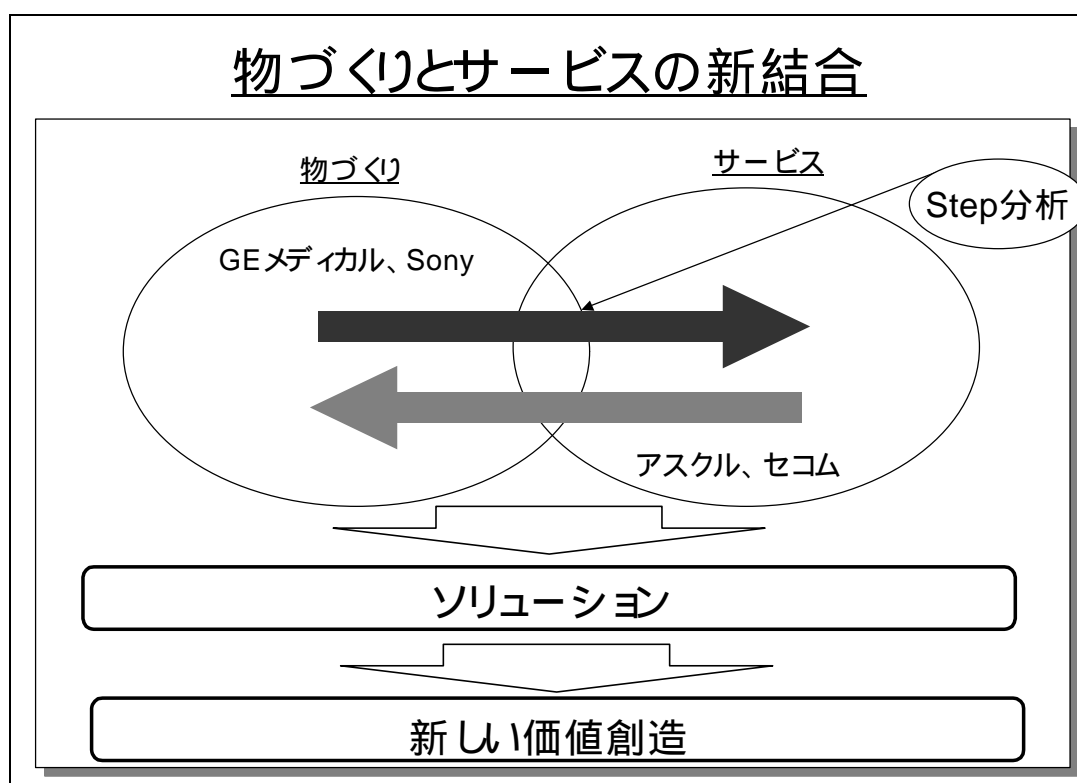 物づくりとサービスの新結合
物づくり
サービス
Step分析
GEメディカル、Sony
アスクル、セコム
ソリューション
新しい価値創造